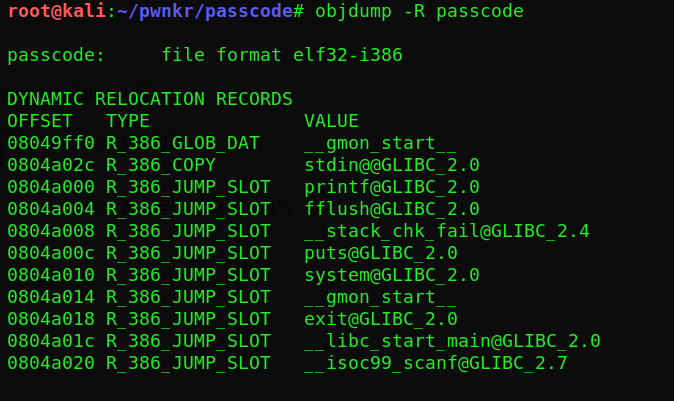 root@kali:~/pwnkr/passcode# objdump -R passcode
passcode:     file format elf32-i386
DYNAMIC RELOCATION RECORDS
OFFSET   TYPE              VALUE
08049ff0 R_386_GLOB_DAT    __gmon_start__
0804a02c R_386_COPY        stdin@@GLIBC_2.0
0804a000 R_386_JUMP_SLOT   printf@GLIBC_2.0
0804a004 R_386_JUMP_SLOT   fflush@GLIBC_2.0
0804a008 R_386_JUMP_SLOT   __stack_chk_fail@GLIBC_2.4
0804a00c R_386_JUMP_SLOT   puts@GLIBC_2.0
0804a010 R_386_JUMP_SLOT   system@GLIBC_2.0
0804a014 R_386_JUMP_SLOT   __gmon_start__
0804a018 R_386_JUMP_SLOT   exit@GLIBC_2.0
0804a01c R_386_JUMP_SLOT   __libc_start_main@GLIBC_2.0
0804a020 R_386_JUMP_SLOT   __isoc99_scanf@GLIBC_2.7